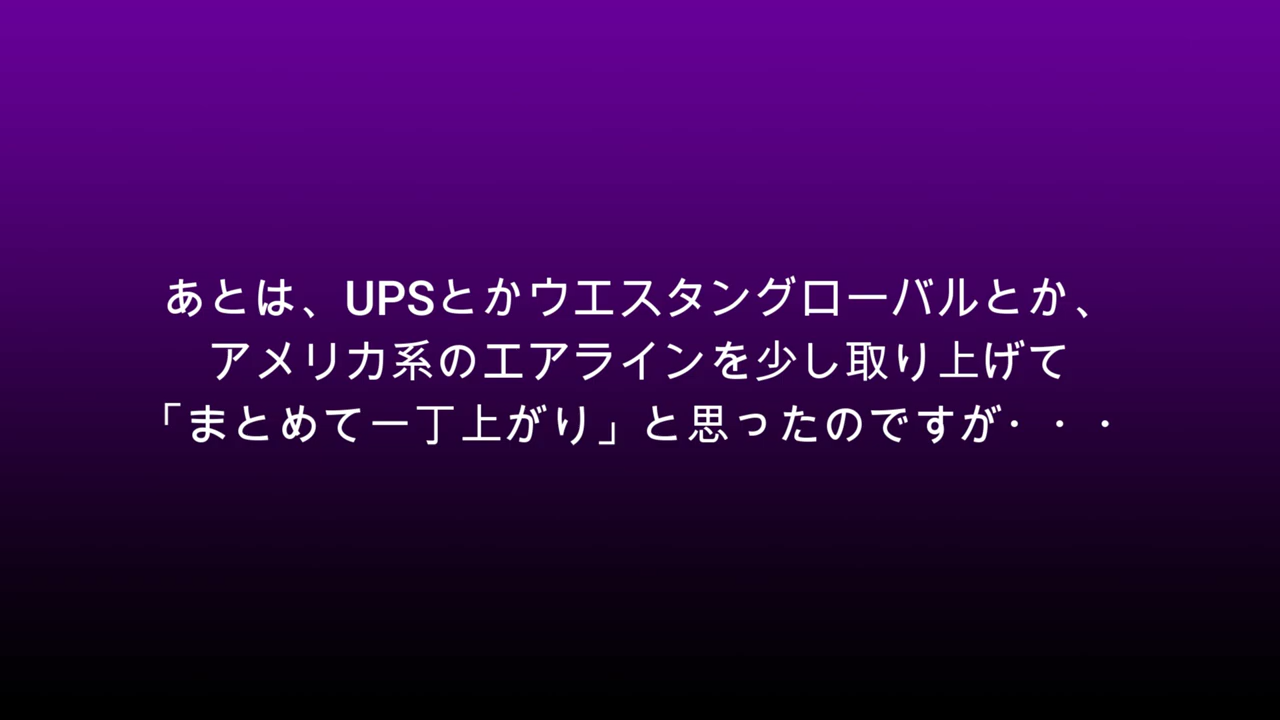 あとは、UPSとかウエスタングローバルとか、
アメリカ系のエアラインを少し取り上げて
「まとめて一丁上がり」と思ったのですが・・・